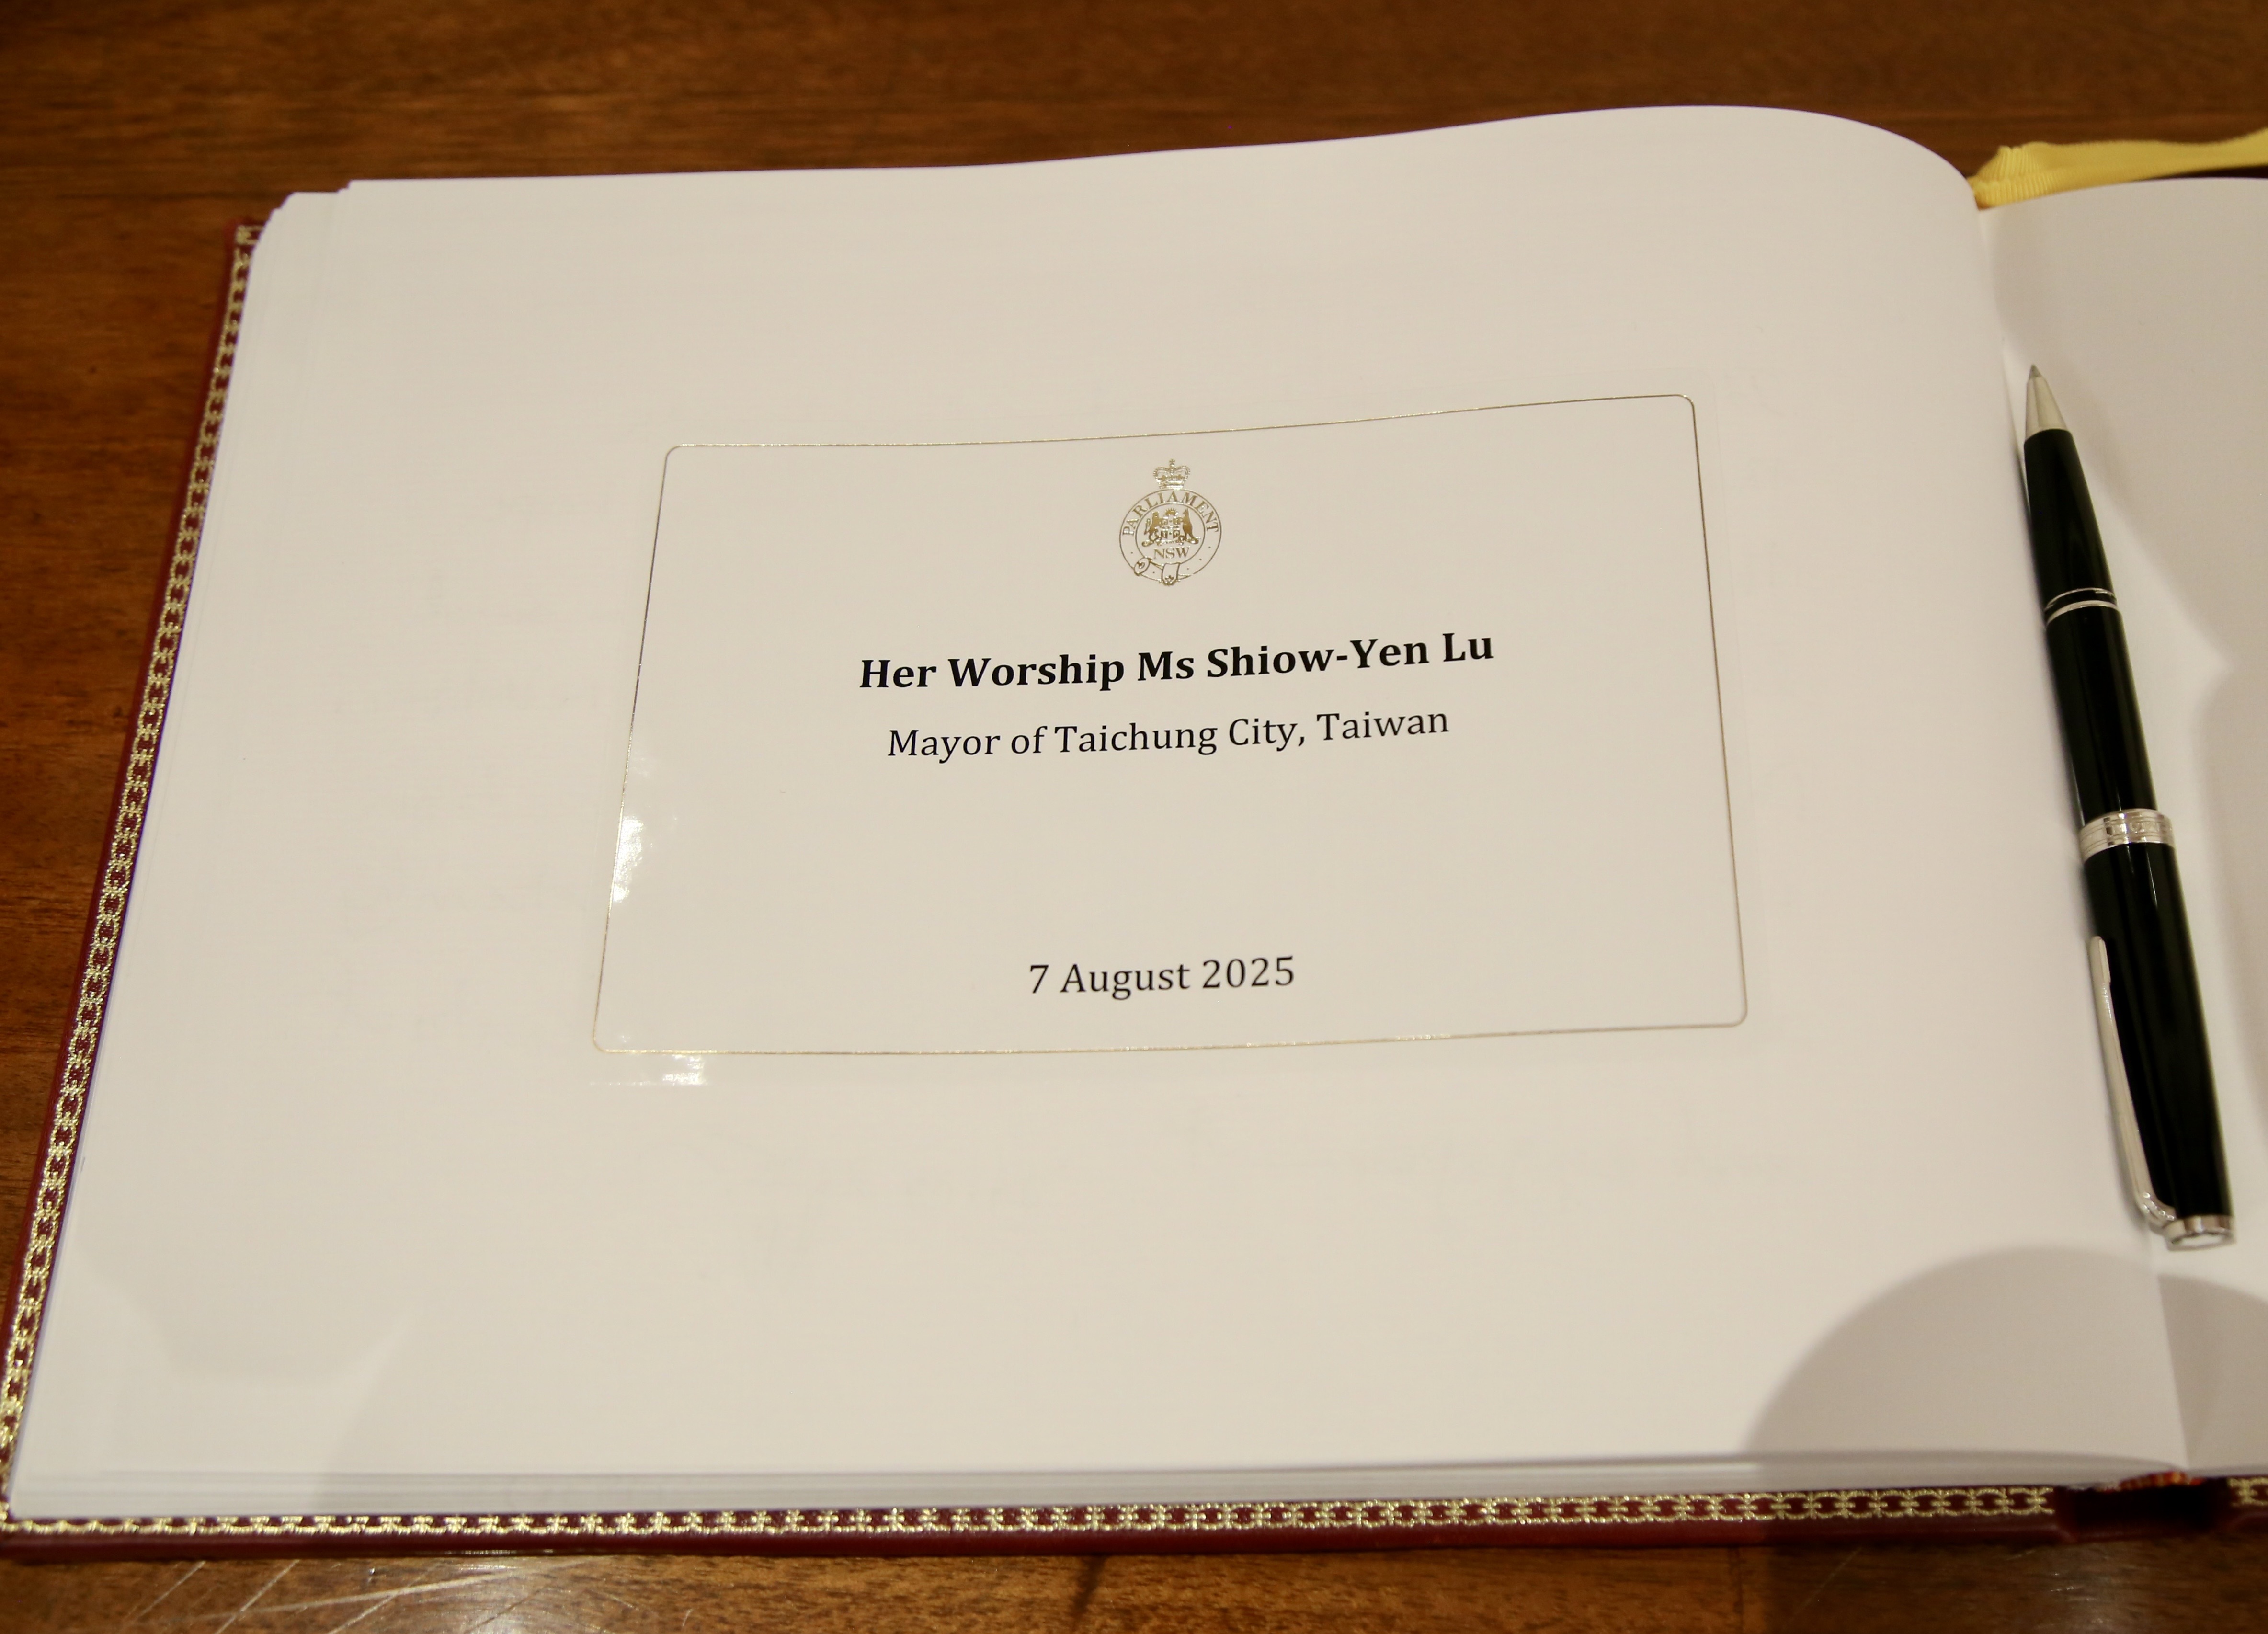 PARLIAMENT
NSW
Her Worship Ms Shiow-Yen Lu
Mayor of Taichung City, Taiwan
7 August 2025